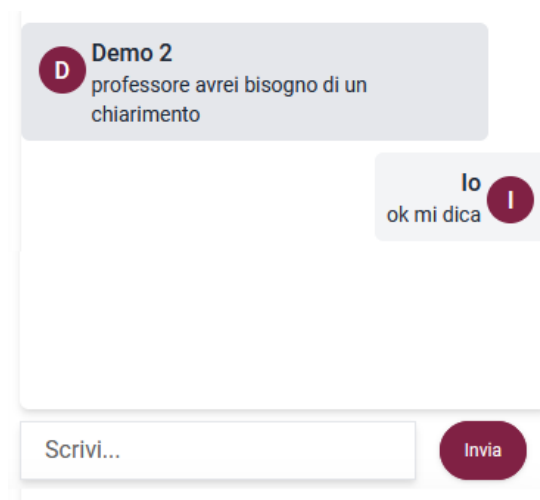 D
Demo 2
professore avrei bisogno di un
chiarimento
Io
I
ok mi dica
Scrivi...
Invia